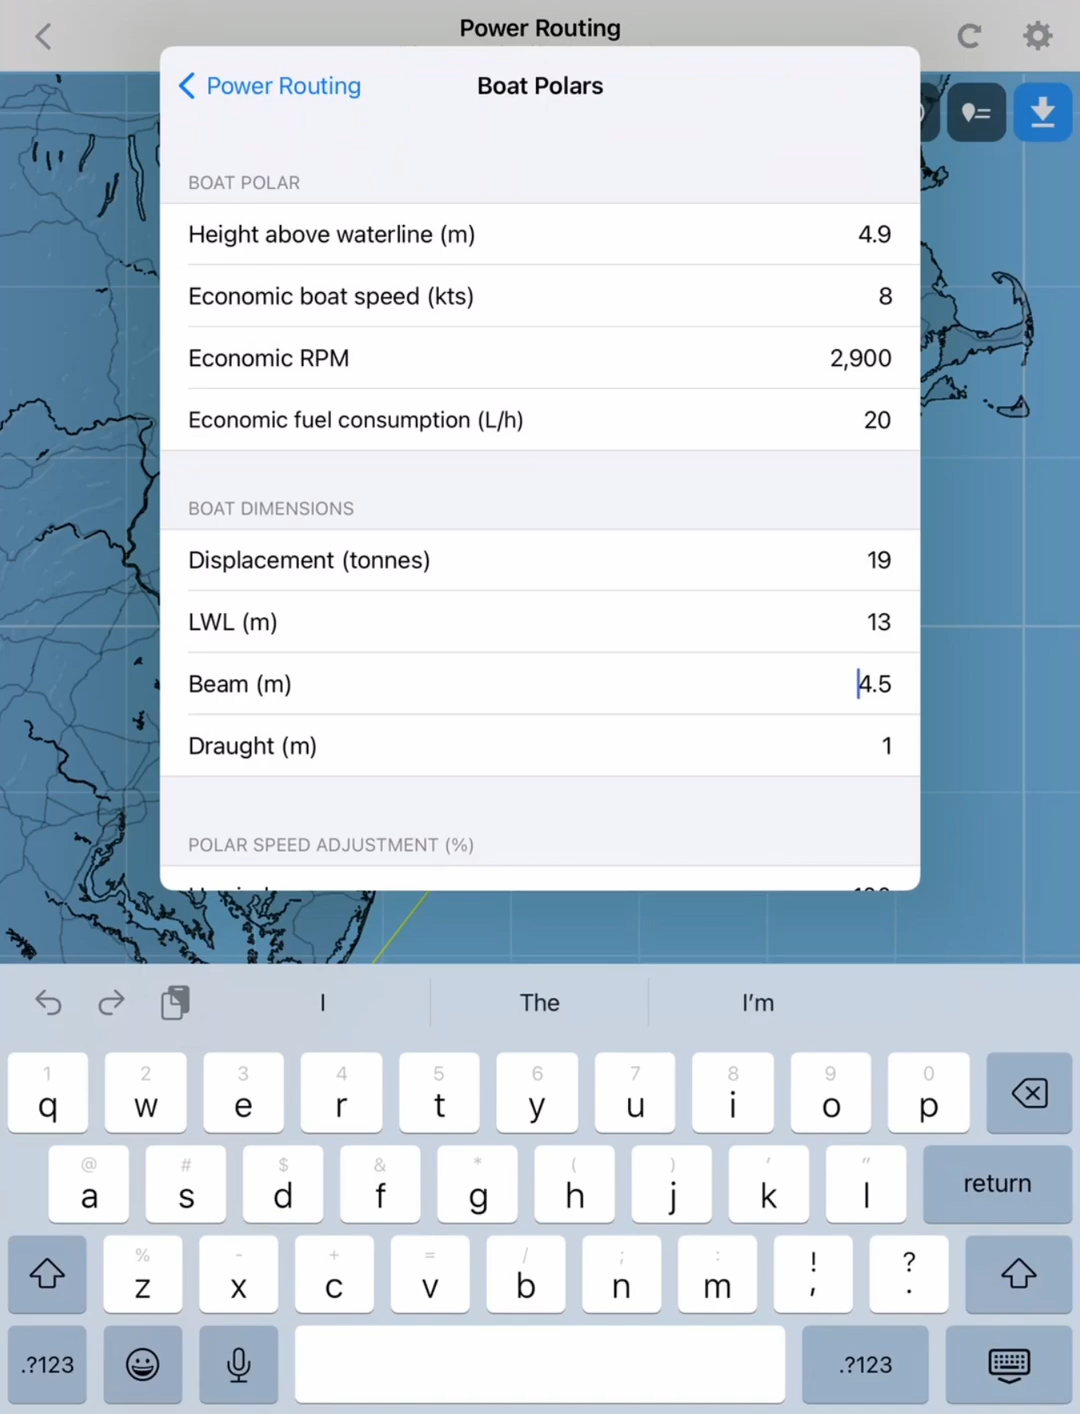 Power Routing
Power Routing
Boat Polars
BOAT POLAR
Height above waterline (m) 4.9
Economic boat speed (kts) 8
Economic RPM 2,900
Economic fuel consumption (L/h) 20
BOAT DIMENSIONS
Displacement (tonnes) 19
LWL (m) 13
Beam (m) 4.5
Draught (m) 1
POLAR SPEED ADJUSTMENT (%)
I The I'm
1 2 3 4 5 6 7 8 9 0
q w e r t y u i o p
@ # $ & * ( ) ' "
a s d f g h j k l return
% - + = / ; : ! ?
z x c v b n m , .
.?123 .?123